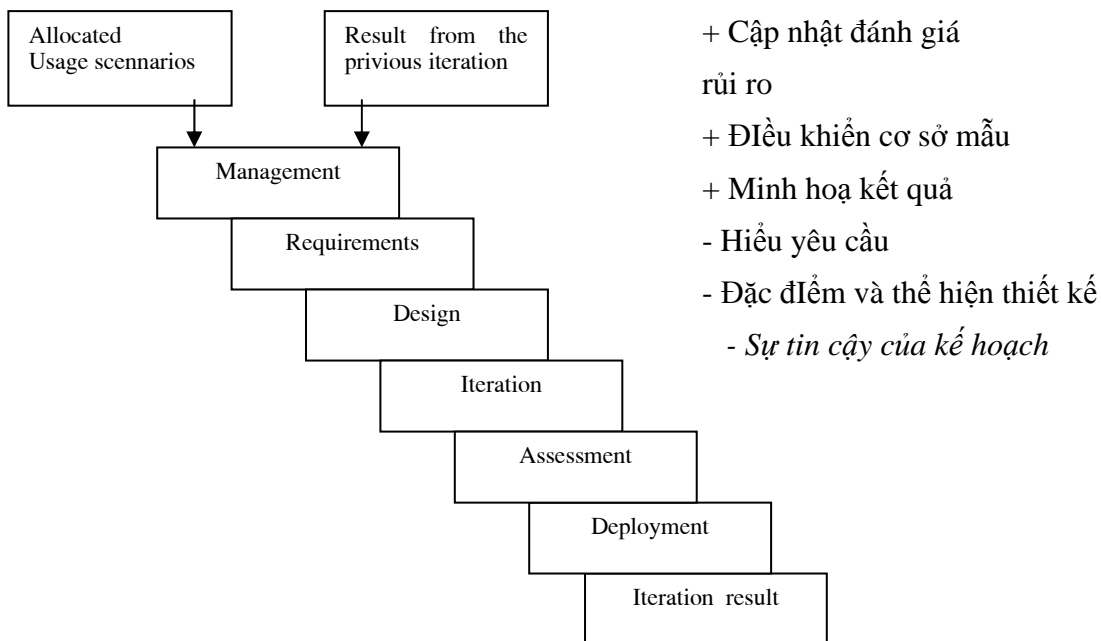 Allocated
Usage scennarios
Result from the
privious iteration
Management
Requirements
Design
Iteration
Assessment
Deployment
Iteration result
+ Cập nhật đánh giá
rủi ro
+ ĐIều khiển cơ sở mẫu
+ Minh hoạ kết quả
- Hiểu yêu cầu
- Đặc đIểm và thể hiện thiết kế
- Sự tin cậy của kế hoạch